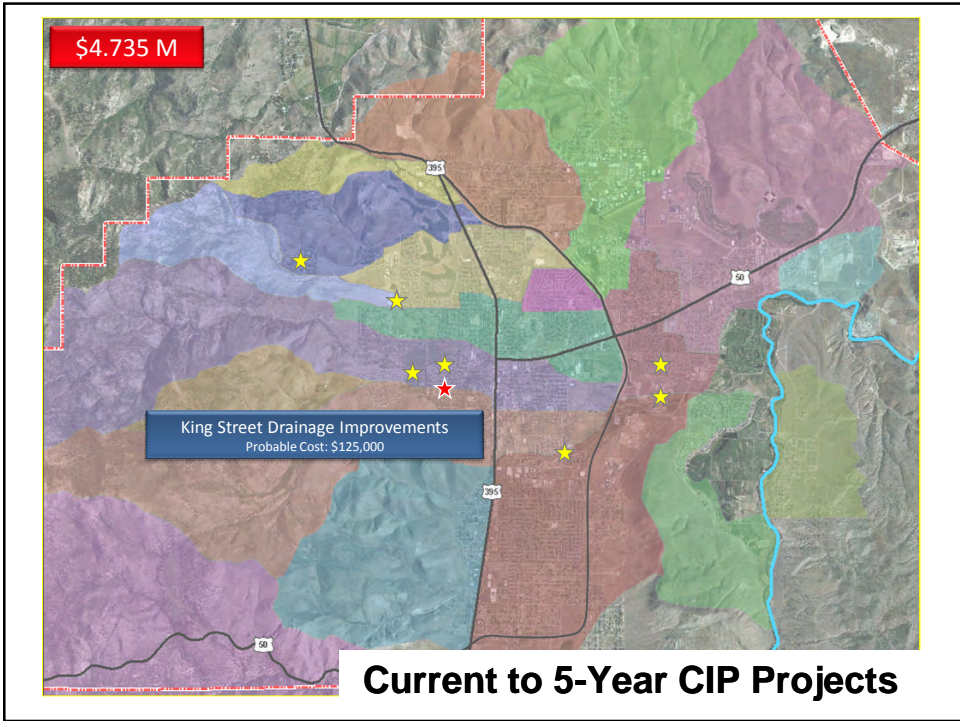 $4.735 M
395
50
King Street Drainage Improvements
Probable Cost: $125,000
395
50
Current to 5-Year CIP Projects